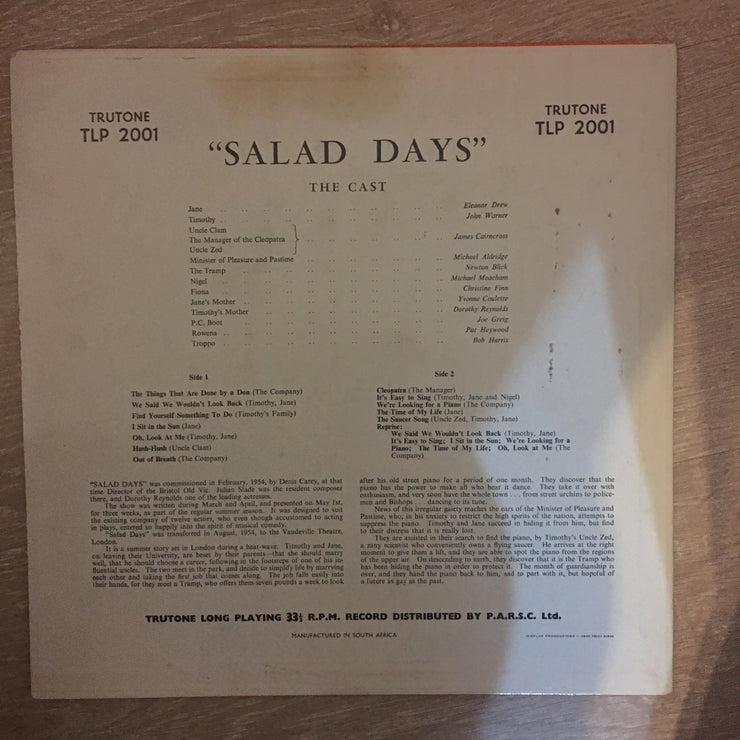 TRUTONE
TLP 2001
TRUTONE
TLP 2001
"SALAD DAYS"
THE CAST
Jane .. .. .. .. .. .. .. .. .. .. Eleanor Drew
Timothy .. .. .. .. .. .. .. .. .. .. John Warner
Uncle Clam
The Manager of the Cleopatra .. .. .. .. .. .. James Cairncross
Uncle Zed
Minister of Pleasure and Pastime .. .. .. .. .. .. Michael Aldridge
The Tramp .. .. .. .. .. .. .. .. .. Newton Blick
Nigel .. .. .. .. .. .. .. .. .. .. Michael Meacham
Fiona .. .. .. .. .. .. .. .. .. .. Christine Finn
Jane's Mother .. .. .. .. .. .. .. .. .. Yvonne Coulette
Timothy's Mother .. .. .. .. .. .. .. .. Dorothy Reynolds
P.C. Boot .. .. .. .. .. .. .. .. .. Joe Greig
Rowena .. .. .. .. .. .. .. .. .. .. Pat Heywood
Troppo .. .. .. .. .. .. .. .. .. .. Bob Harris
Side 1
The Things That Are Done by a Don (The Company)
We Said We Wouldn't Look Back (Timothy, Jane)
Find Yourself Something To Do (Timothy's Family)
I Sit in the Sun (Jane)
Oh, Look At Me (Timothy, Jane)
Hush-Hush (Uncle Clam)
Out of Breath (The Company)
Side 2
Cleopatra (The Manager)
It's Easy to Sing (Timothy, Jane and Nigel)
We're Looking for a Piano (The Company)
The Time of My Life (Jane)
The Saucer Song (Uncle Zed, Timothy, Jane)
Reprise:
We Said We Wouldn't Look Back (Timothy, Jane)
It's Easy to Sing; I Sit in the Sun; We're Looking for a
Piano; The Time of My Life; Oh, Look at Me (The
Company)
"SALAD DAYS" was commissioned in February, 1954, by Denis Carey, at that
time Director of the Bristol Old Vic. Julian Slade was the resident composer
there, and Dorothy Reynolds one of the leading actresses.
The show was written during March and April, and presented on May 1st,
for three weeks, as part of the regular summer season. It was designed to suit
the existing company of twelve actors, who even though accustomed to acting
in plays, entered so happily into the spirit of musical comedy.
"Salad Days" was transferred in August, 1954, to the Vaudeville Theatre,
London.
It is a summer story set in London during a heat-wave. Timothy and Jane,
on leaving their University, are beset by their parents—that she should marry
well, that he should choose a career, following in the footsteps of one of his in-
fluential uncles. The two meet in the park, and decide to simplify life by marrying
each other and taking the first job that comes along. The job falls easily into
their hands, for they meet a Tramp, who offers them seven pounds a week to look
after his old street piano for a period of one month. They discover that the
piano has the power to make all who hear it dance. They take it over with
enthusiasm, and very soon have the whole town . . . from street urchins to police-
men and Bishops . . . dancing to its tune.
News of this irregular gaiety reaches the ears of the Minister of Pleasure and
Pastime, who, in his anxiety to restrict the high spirits of the nation, attempts to
suppress the piano. Timothy and Jane succeed in hiding it from him, but find
to their distress that it is really lost.
They are assisted in their search to find the piano, by Timothy's Uncle Zed,
a zany scientist who conveniently owns a flying saucer. He arrives at the right
moment to give them a lift, and they are able to spot the piano from the regions
of the upper air. On descending to earth, they discover that it is the Tramp who
has been hiding the piano in order to protect it. The month of guardianship is
over, and they hand the piano back to him, sad to part with it, but hopeful of
a future as gay as the past.
TRUTONE LONG PLAYING 33⅓ R.P.M. RECORD DISTRIBUTED BY P.A.R.S.C. Ltd.
MANUFACTURED IN SOUTH AFRICA